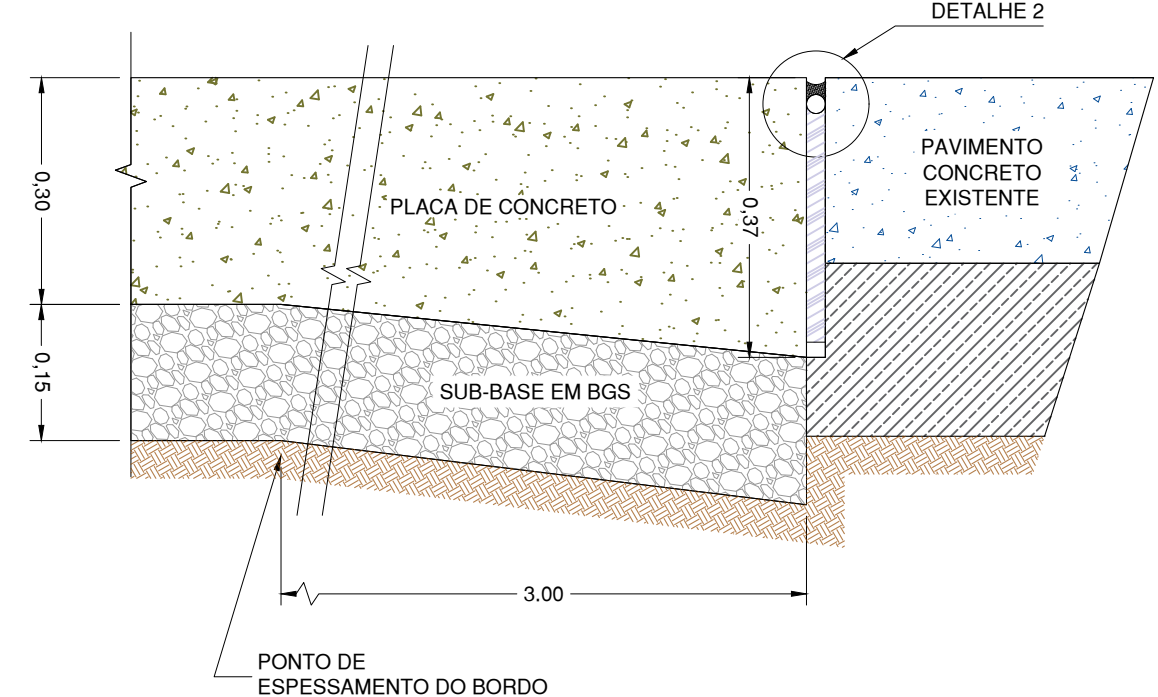 DETALHE 2
PAVIMENTO
CONCRETO
EXISTENTE
0,30
PLACA DE CONCRETO
0,37
0,15
SUB-BASE EM BGS
3.00
PONTO DE
ESPESSAMENTO DO BORDO